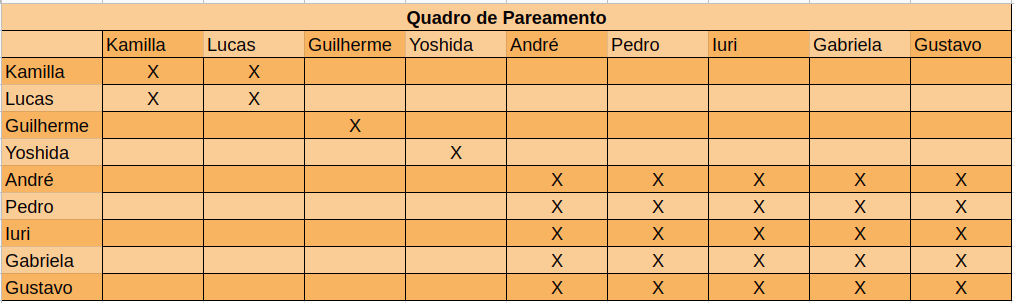 Quadro de Pareamento
Kamilla Lucas Guilherme Yoshida André Pedro Iuri Gabriela Gustavo
Kamilla X X
Lucas X X
Guilherme X
Yoshida X
André X X X X X
Pedro X X X X X
Iuri X X X X X
Gabriela X X X X X
Gustavo X X X X X